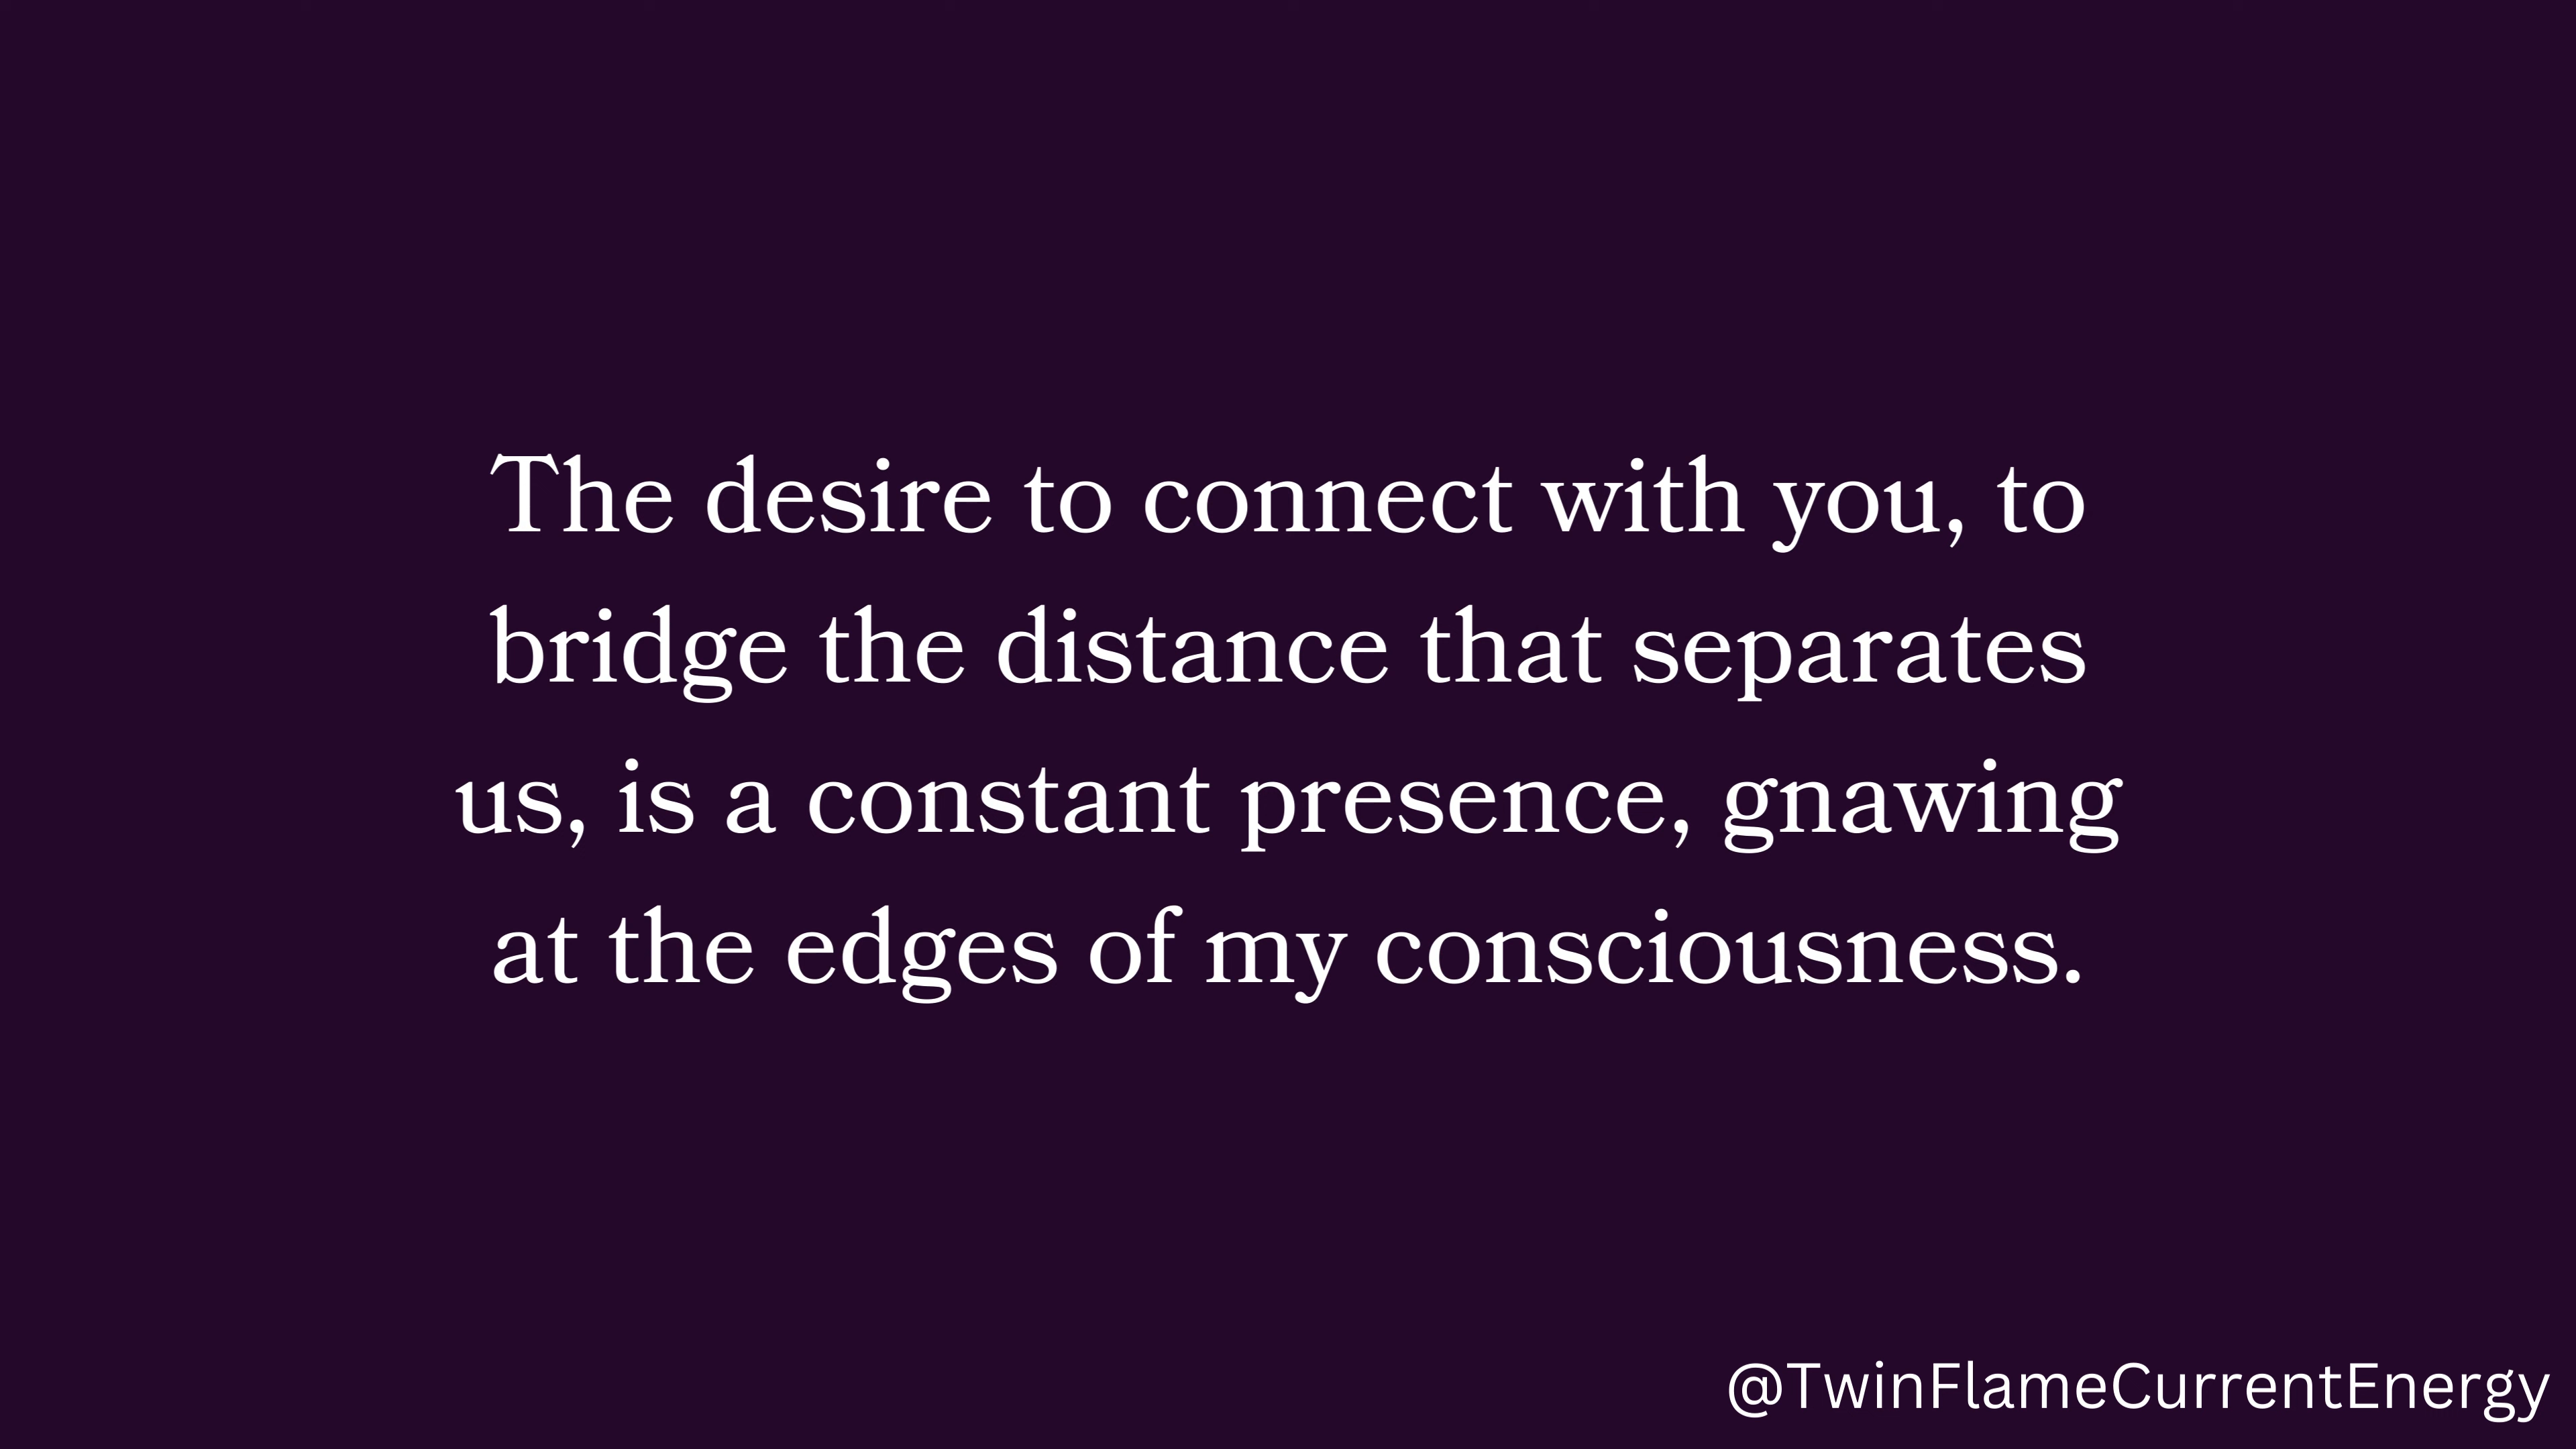 The desire to connect with you, to
bridge the distance that separates
us, is a constant presence, gnawing
at the edges of my consciousness.
@TwinFlameCurrentEnergy